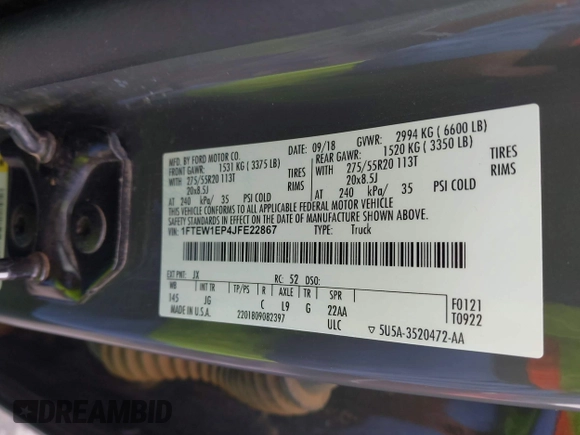 MFD. BY FORD MOTOR CO.
DATE: 09/18 GVWR: 2994 KG ( 6600 LB)
FRONT GAWR: 1531 KG ( 3375 LB)
REAR GAWR: 1520 KG ( 3350 LB)
WITH 275/55R20 113T TIRES
WITH 275/55R20 113T TIRES
20x8.5J RIMS
20x8.5J RIMS
AT 240 kPa/ 35 PSI COLD
AT 240 kPa/ 35 PSI COLD
THIS VEHICLE CONFORMS TO ALL APPLICABLE FEDERAL MOTOR VEHICLE
SAFETY STANDARDS IN EFFECT ON THE DATE OF MANUFACTURE SHOWN ABOVE.
VIN: 1FTEW1EP4JFE22867 TYPE: Truck
EXT PNT: JX RC: 52 DSO:
WB INT TR TP/PS R AXLE TR SPR
145 JG C L9 G 22AA
MADE IN U.S.A. 2201809082397 ULC
F0121
T0922
5U5A-3520472-AA
DREAMBID